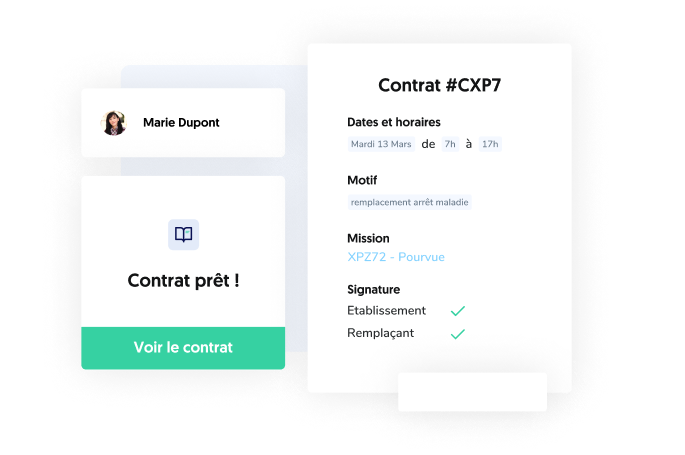 Marie Dupont
Contrat prêt !
Voir le contrat
Contrat #CXP7
Dates et horaires
Mardi 13 Mars de 7h à 17h
Motif
remplacement arrêt maladie
Mission
XPZ72 - Pourvue
Signature
Etablissement
Remplaçant